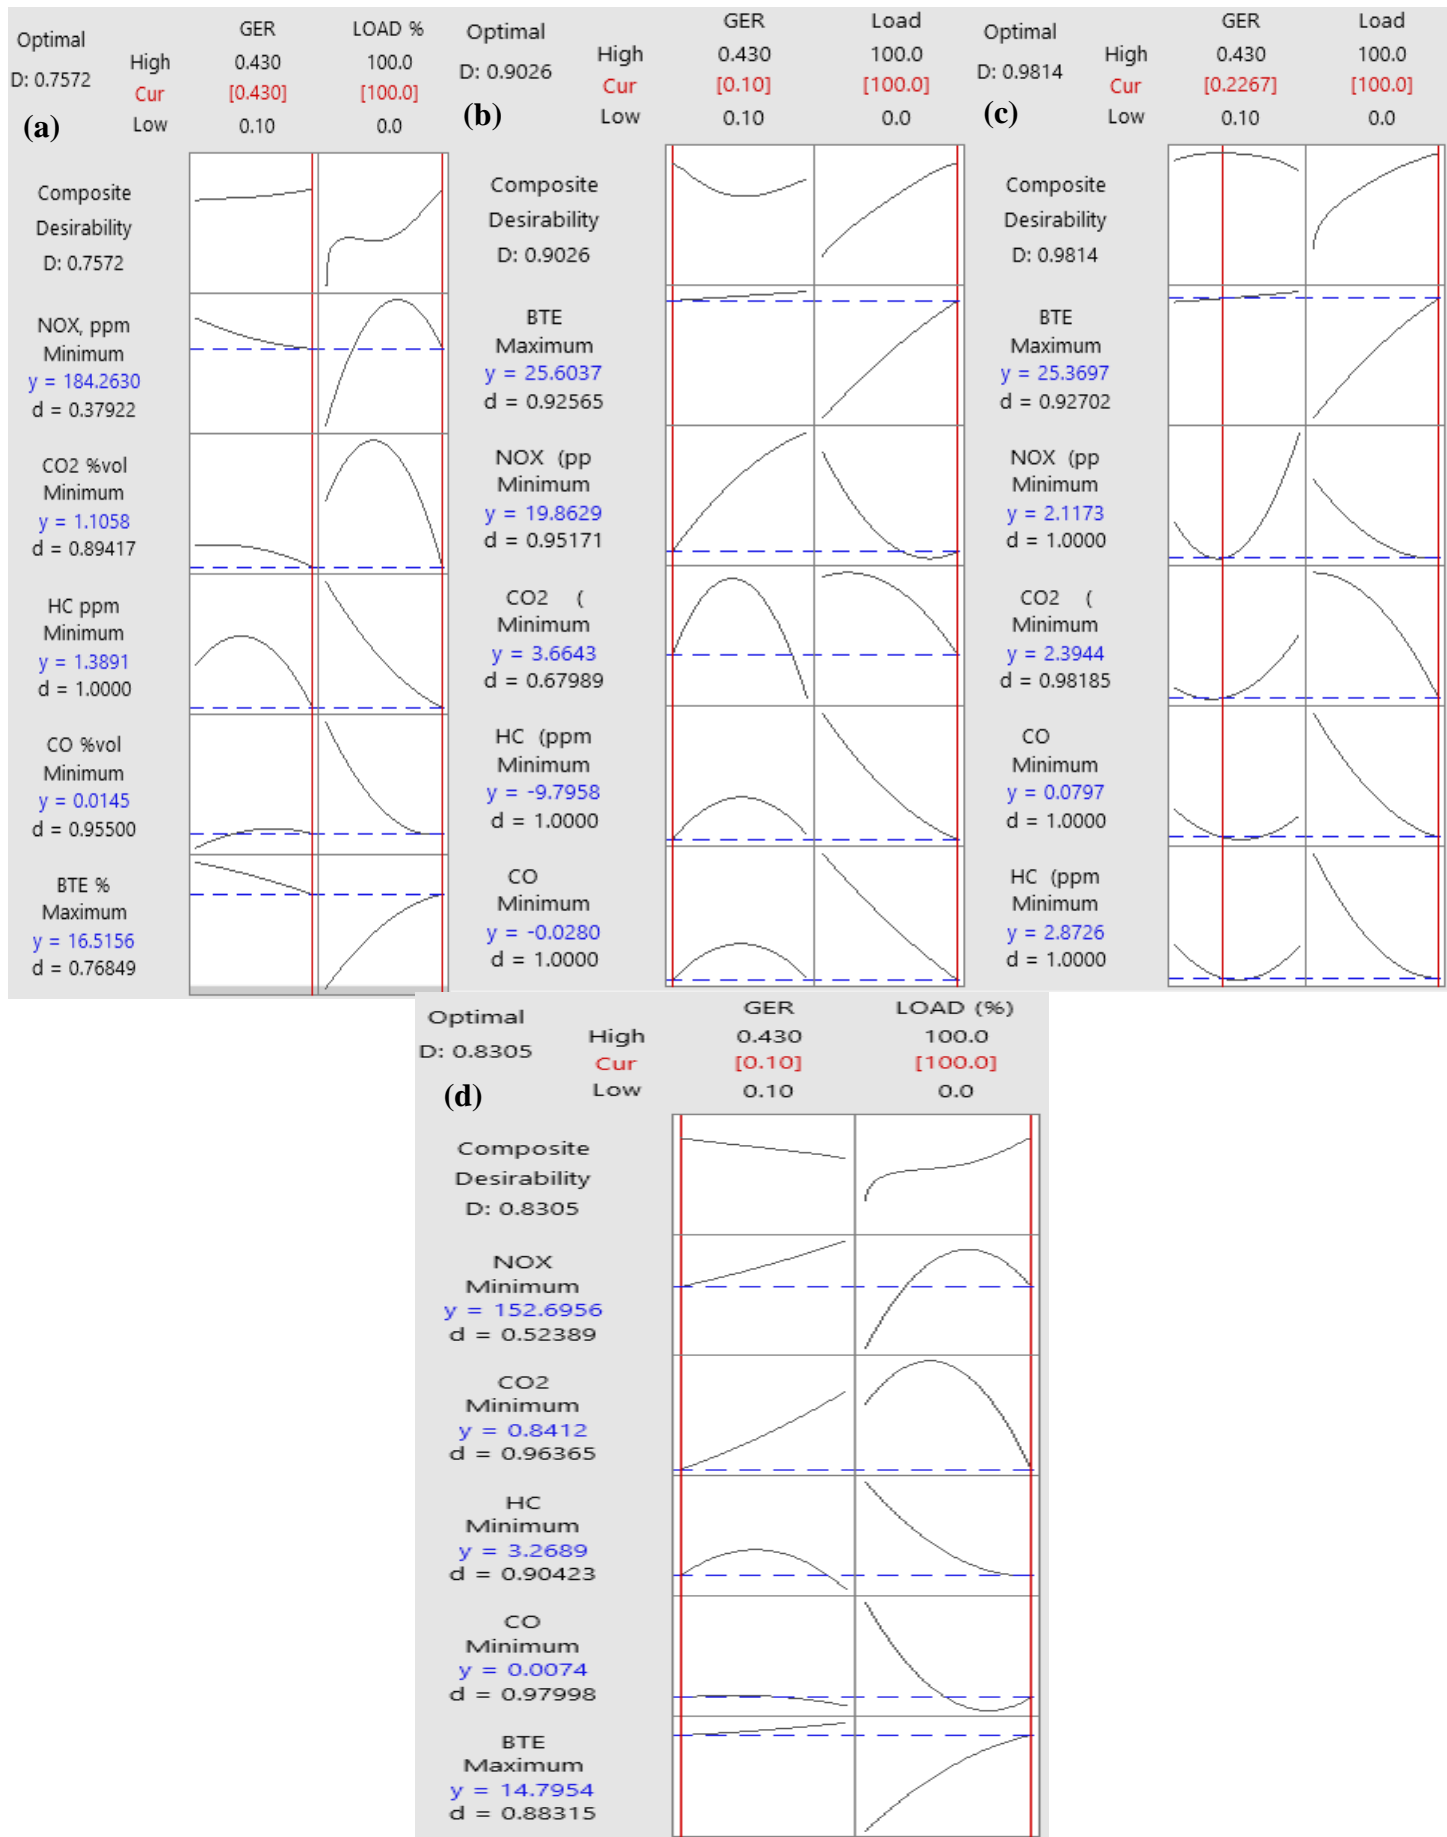 Optimal
D: 0.7572
(a)
High
Cur
Low
GER
0.430
[0.430]
0.10
LOAD %
100.0
[100.0]
0.0
Composite
Desirability
D: 0.7572
NOX, ppm
Minimum
y = 184.2630
d = 0.37922
CO2 %vol
Minimum
y = 1.1058
d = 0.89417
HC ppm
Minimum
y = 1.3891
d = 1.0000
CO %vol
Minimum
y = 0.0145
d = 0.95500
BTE %
Maximum
y = 16.5156
d = 0.76849
Optimal
D: 0.9026
(b)
High
Cur
Low
GER
0.430
[0.10]
0.10
Load
100.0
[100.0]
0.0
Composite
Desirability
D: 0.9026
BTE
Maximum
y = 25.6037
d = 0.92565
NOX (pp
Minimum
y = 19.8629
d = 0.95171
CO2 (
Minimum
y = 3.6643
d = 0.67989
HC (ppm
Minimum
y = -9.7958
d = 1.0000
CO
Minimum
y = -0.0280
d = 1.0000
Optimal
D: 0.9814
(c)
High
Cur
Low
GER
0.430
[0.2267]
0.10
Load
100.0
[100.0]
0.0
Composite
Desirability
D: 0.9814
BTE
Maximum
y = 25.3697
d = 0.92702
NOX (pp
Minimum
y = 2.1173
d = 1.0000
CO2 (
Minimum
y = 2.3944
d = 0.98185
CO
Minimum
y = 0.0797
d = 1.0000
HC (ppm
Minimum
y = 2.8726
d = 1.0000
Optimal
D: 0.8305
(d)
High
Cur
Low
GER
0.430
[0.10]
0.10
LOAD (%)
100.0
[100.0]
0.0
Composite
Desirability
D: 0.8305
NOX
Minimum
y = 152.6956
d = 0.52389
CO2
Minimum
y = 0.8412
d = 0.96365
HC
Minimum
y = 3.2689
d = 0.90423
CO
Minimum
y = 0.0074
d = 0.97998
BTE
Maximum
y = 14.7954
d = 0.88315